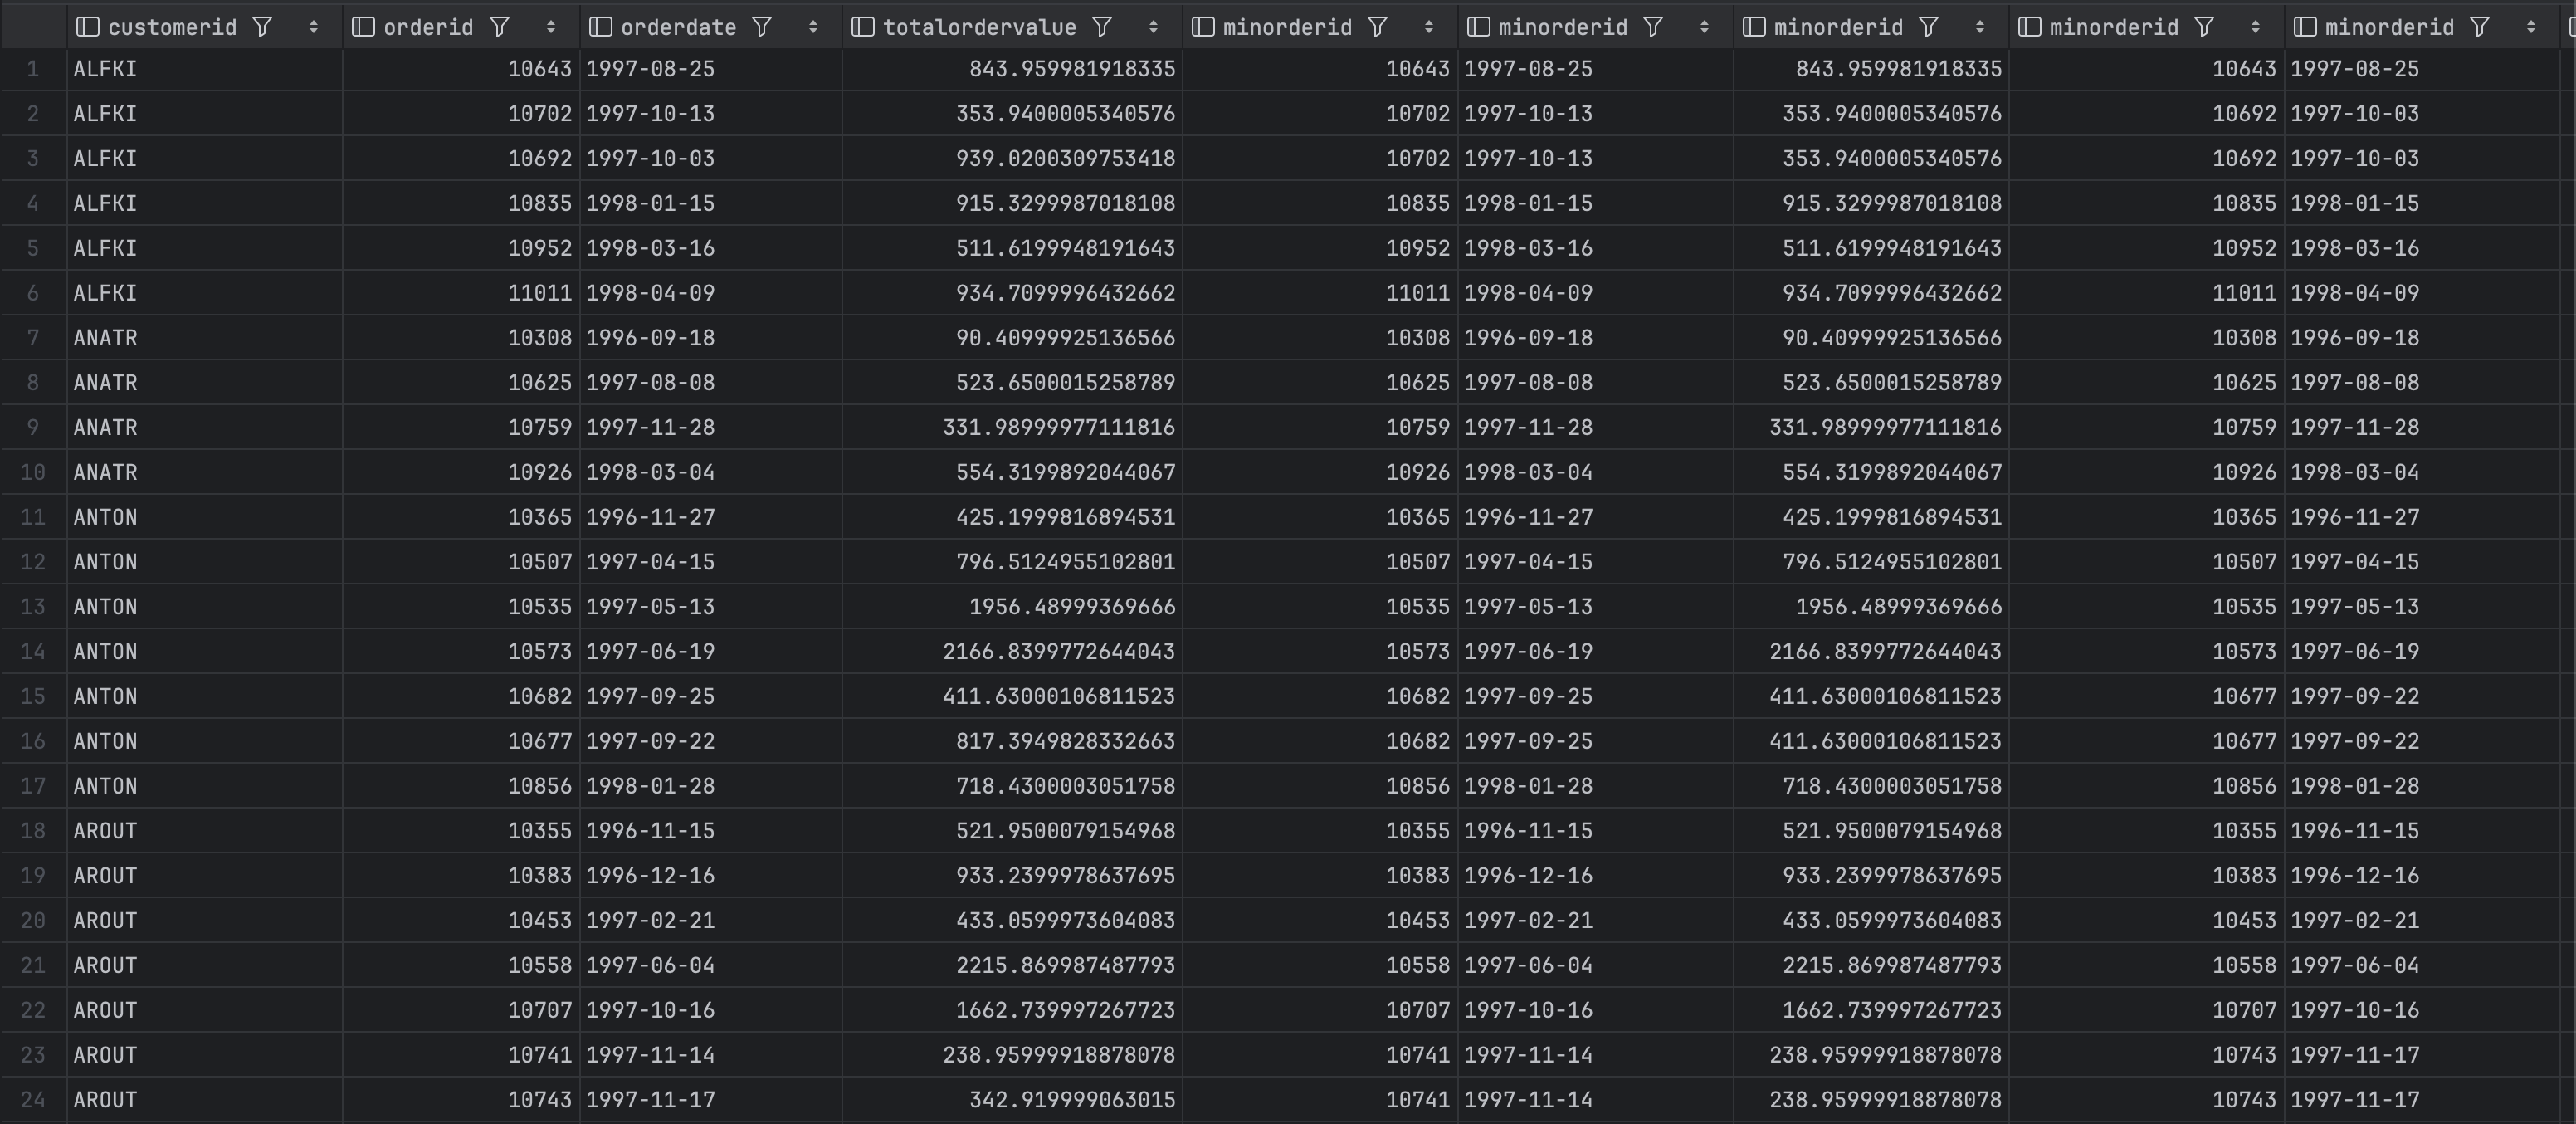 customerid orderid orderdate totalordervalue minorderid minorderid minorderid minorderid minorderid
1 ALFKI 10643 1997-08-25 843.959981918335 10643 1997-08-25 843.959981918335 10643 1997-08-25
2 ALFKI 10702 1997-10-13 353.9400005340576 10702 1997-10-13 353.9400005340576 10692 1997-10-03
3 ALFKI 10692 1997-10-03 939.0200309753418 10702 1997-10-13 353.9400005340576 10692 1997-10-03
4 ALFKI 10835 1998-01-15 915.3299987018108 10835 1998-01-15 915.3299987018108 10835 1998-01-15
5 ALFKI 10952 1998-03-16 511.6199948191643 10952 1998-03-16 511.6199948191643 10952 1998-03-16
6 ALFKI 11011 1998-04-09 934.7099996432662 11011 1998-04-09 934.7099996432662 11011 1998-04-09
7 ANATR 10308 1996-09-18 90.40999925136566 10308 1996-09-18 90.40999925136566 10308 1996-09-18
8 ANATR 10625 1997-08-08 523.6500015258789 10625 1997-08-08 523.6500015258789 10625 1997-08-08
9 ANATR 10759 1997-11-28 331.98999977111816 10759 1997-11-28 331.98999977111816 10759 1997-11-28
10 ANATR 10926 1998-03-04 554.3199892044067 10926 1998-03-04 554.3199892044067 10926 1998-03-04
11 ANTON 10365 1996-11-27 425.1999816894531 10365 1996-11-27 425.1999816894531 10365 1996-11-27
12 ANTON 10507 1997-04-15 796.5124955102801 10507 1997-04-15 796.5124955102801 10507 1997-04-15
13 ANTON 10535 1997-05-13 1956.48999369666 10535 1997-05-13 1956.48999369666 10535 1997-05-13
14 ANTON 10573 1997-06-19 2166.8399772644043 10573 1997-06-19 2166.8399772644043 10573 1997-06-19
15 ANTON 10682 1997-09-25 411.63000106811523 10682 1997-09-25 411.63000106811523 10677 1997-09-22
16 ANTON 10677 1997-09-22 817.3949828332663 10682 1997-09-25 411.63000106811523 10677 1997-09-22
17 ANTON 10856 1998-01-28 718.4300003051758 10856 1998-01-28 718.4300003051758 10856 1998-01-28
18 AROUT 10355 1996-11-15 521.9500079154968 10355 1996-11-15 521.9500079154968 10355 1996-11-15
19 AROUT 10383 1996-12-16 933.2399978637695 10383 1996-12-16 933.2399978637695 10383 1996-12-16
20 AROUT 10453 1997-02-21 433.0599973604083 10453 1997-02-21 433.0599973604083 10453 1997-02-21
21 AROUT 10558 1997-06-04 2215.869987487793 10558 1997-06-04 2215.869987487793 10558 1997-06-04
22 AROUT 10707 1997-10-16 1662.739997267723 10707 1997-10-16 1662.739997267723 10707 1997-10-16
23 AROUT 10741 1997-11-14 238.95999918878078 10741 1997-11-14 238.95999918878078 10743 1997-11-17
24 AROUT 10743 1997-11-17 342.919999063015 10741 1997-11-14 238.95999918878078 10743 1997-11-17